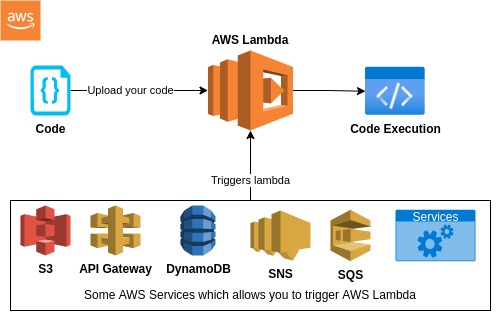 aws
AWS Lambda
Upload your code
Code
Code Execution
Triggers lambda
Services
S3
API Gateway
DynamoDB
SNS
SQS
Some AWS Services which allows you to trigger AWS Lambda